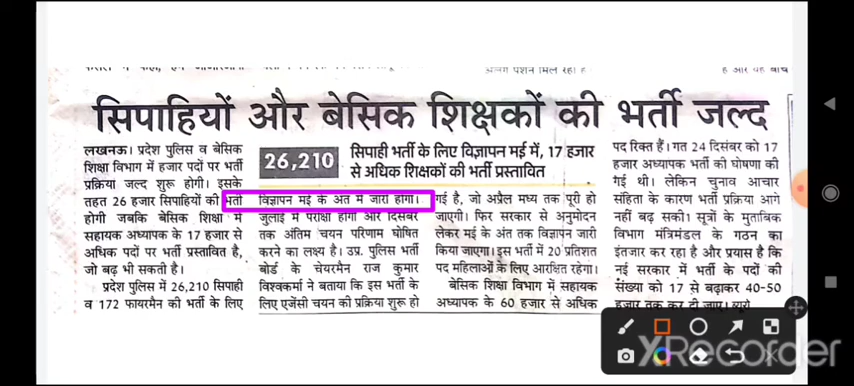 सिपाहियों और बेसिक शिक्षकों की भर्ती जल्द
26,210
सिपाही भर्ती के लिए विज्ञापन मई में, 17 हजार
से अधिक शिक्षकों की भर्ती प्रस्तावित
लखनऊ। प्रदेश पुलिस व बेसिक
शिक्षा विभाग में हजार पदों पर भर्ती
प्रक्रिया जल्द शुरू होगी। इसके
तहत 26 हजार सिपाहियों की भर्ती
होगी जबकि बेसिक शिक्षा में
सहायक अध्यापक के 17 हजार से
अधिक पदों पर भर्ती प्रस्तावित है,
जो बढ़ भी सकती है।
प्रदेश पुलिस में 26,210 सिपाही
व 172 फायरमैन की भर्ती के लिए
विज्ञापन मई के अंत में जारी होगा।
जुलाई में परीक्षा होगी और दिसंबर
तक अंतिम चयन परिणाम घोषित
करने का लक्ष्य है। उप्र. पुलिस भर्ती
बोर्ड के चेयरमैन राज कुमार
विश्वकर्मा ने बताया कि इस भर्ती के
लिए एजेंसी चयन की प्रक्रिया शुरू हो
गई है, जो अप्रैल मध्य तक पूरी हो
जाएगी। फिर सरकार से अनुमोदन
लेकर मई के अंत तक विज्ञापन जारी
किया जाएगा। इस भर्ती में 20 प्रतिशत
पद महिलाओं के लिए आरक्षित रहेगा।
बेसिक शिक्षा विभाग में सहायक
अध्यापक के 60 हजार से अधिक
पद रिक्त हैं। गत 24 दिसंबर को 17
हजार अध्यापक भर्ती की घोषणा की
गई थी। लेकिन चुनाव आचार
संहिता के कारण भर्ती प्रक्रिया आगे
नहीं बढ़ सकी। सूत्रों के मुताबिक
विभाग मंत्रिमंडल के गठन का
इंतजार कर रहा है और प्रयास है कि
नई सरकार में भर्ती के पदों की
संख्या को 17 से बढ़ाकर 40-50
हजार तक कर दी जाए। ब्यूरो
XRecorder